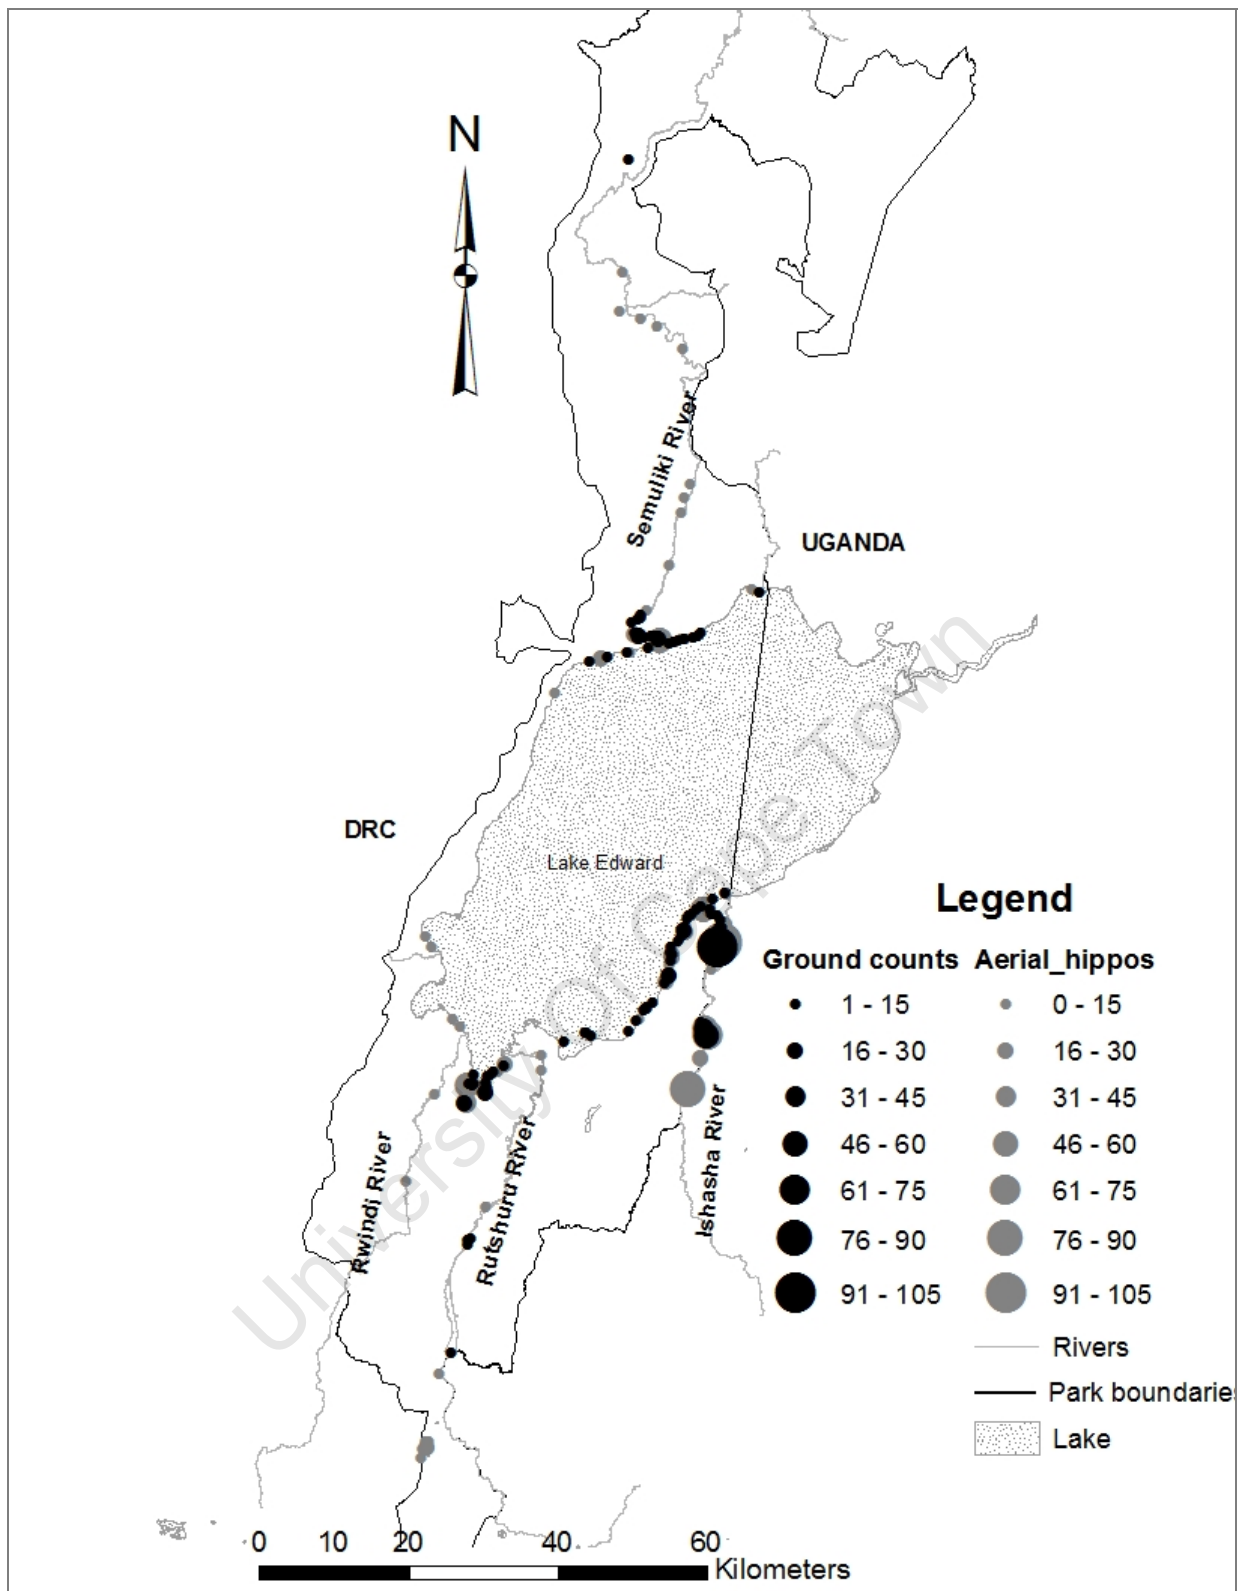 N
Semuliki River
UGANDA
DRC
Lake Edward
Legend
Ground counts Aerial_hippos
1 - 15 0 - 15
16 - 30 16 - 30
31 - 45 31 - 45
46 - 60 46 - 60
61 - 75 61 - 75
76 - 90 76 - 90
91 - 105 91 - 105
Rivers
Park boundaries
Lake
Rwindi River
Rutshuru River
Ishasha River
0 10 20 40 60
Kilometers
University Of Cape Town